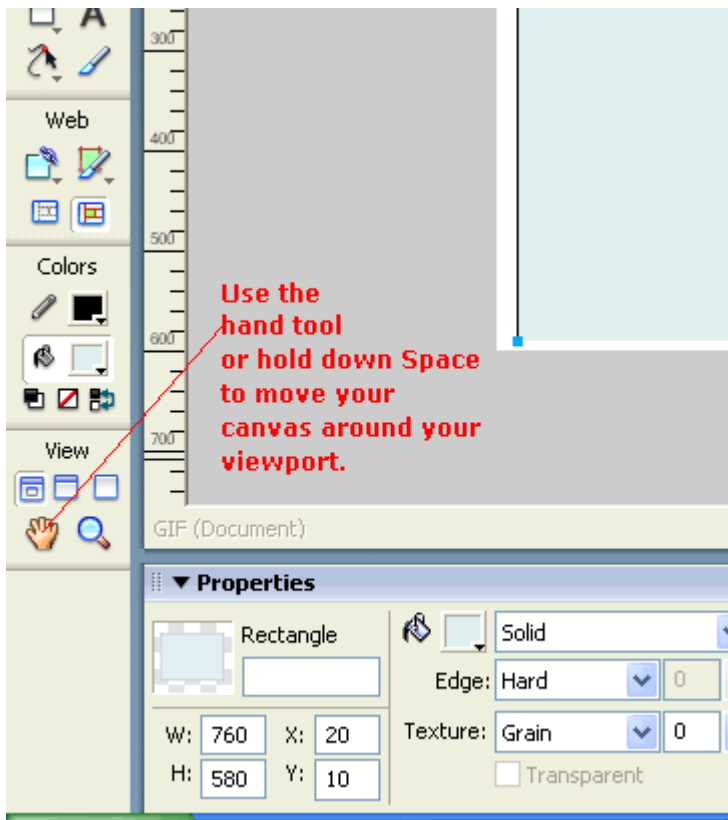 A
300
Web
400
500
Colors
Use the
hand tool
or hold down Space
to move your
canvas around your
viewport.
600
700
View
GIF (Document)
Properties
Rectangle
Solid
Edge: Hard 0
W: 760 X: 20
Texture: Grain 0
H: 580 Y: 10
Transparent